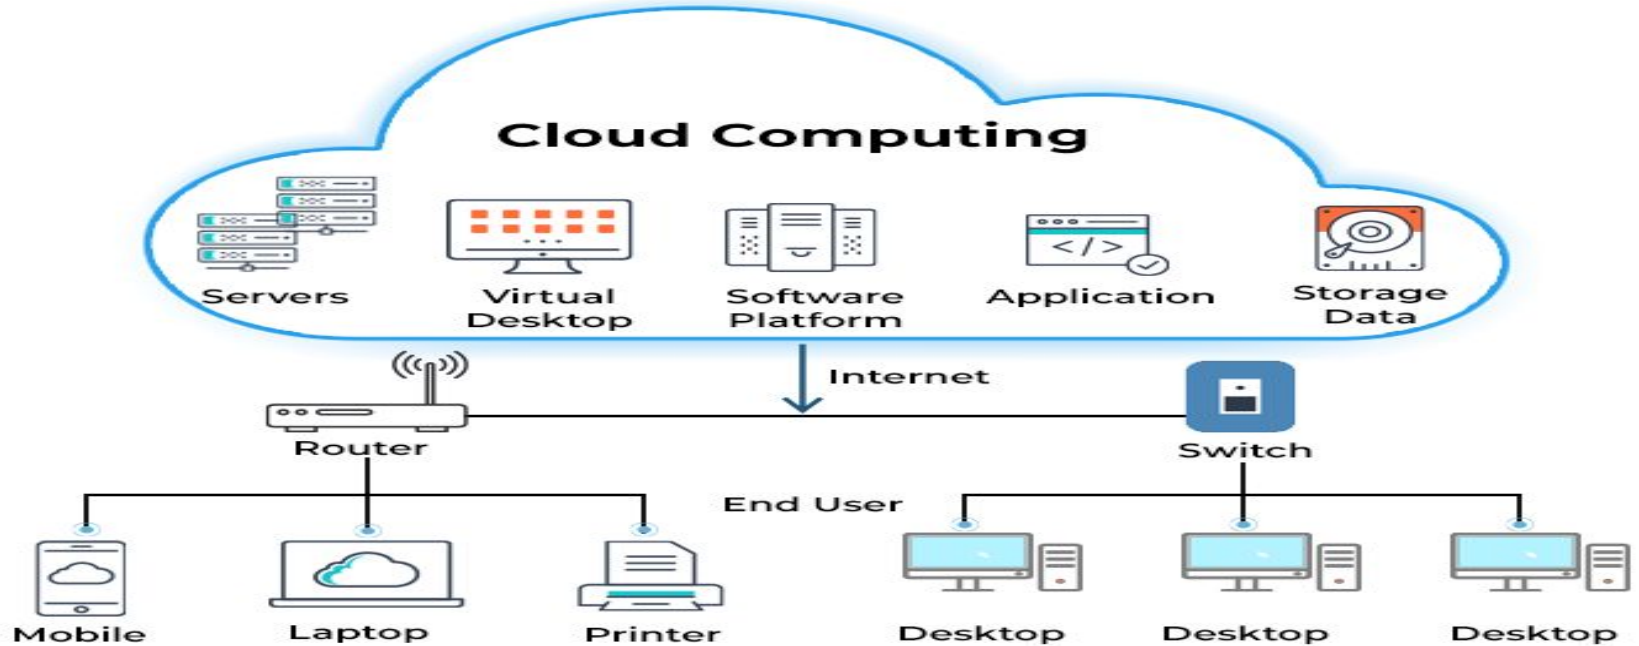 Cloud Computing
Servers
Virtual
Desktop
Software
Platform
Application
Storage
Data
Internet
Router
Switch
End User
Mobile
Laptop
Printer
Desktop
Desktop
Desktop